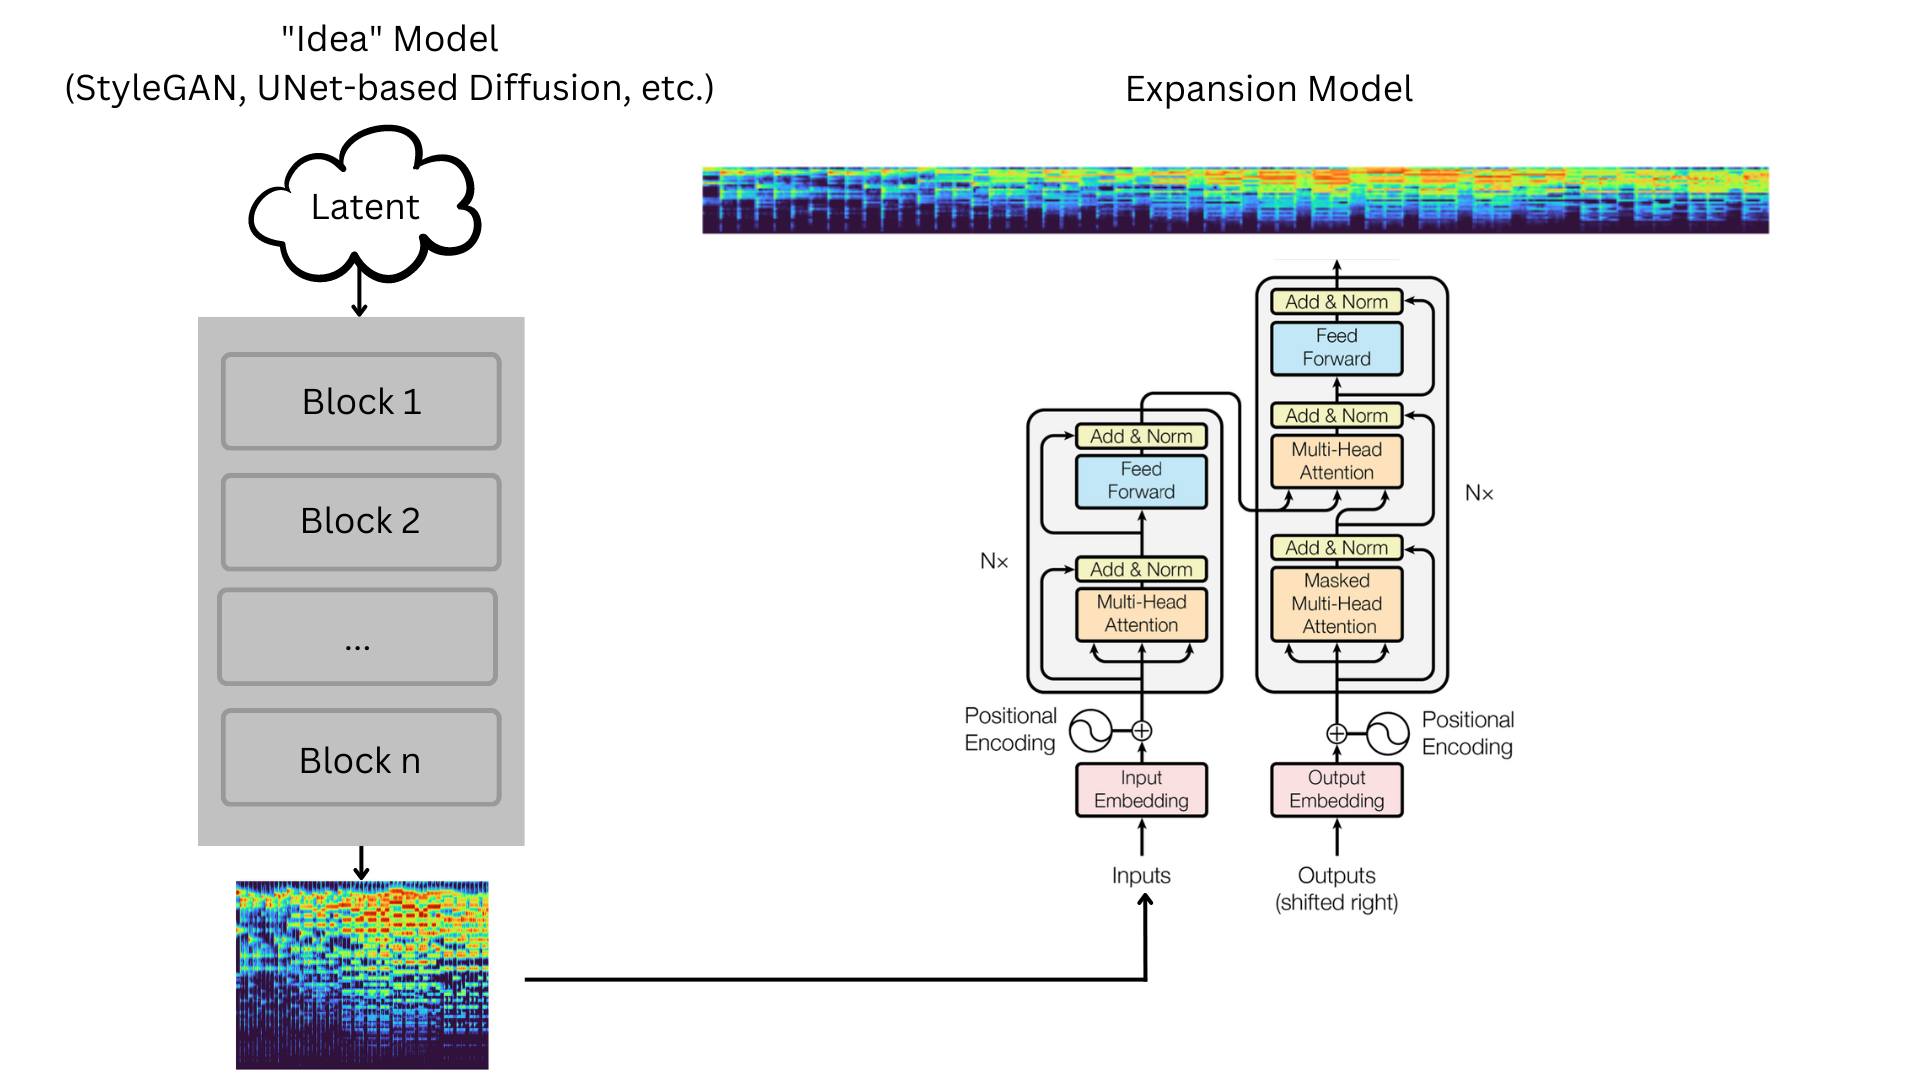 "Idea" Model
(StyleGAN, UNet-based Diffusion, etc.)
Latent
Block 1
Block 2
...
Block n
Expansion Model
Add & Norm
Feed
Forward
Add & Norm
Multi-Head
Attention
Nx
Positional
Encoding
Input
Embedding
Inputs
Add & Norm
Feed
Forward
Add & Norm
Multi-Head
Attention
Add & Norm
Masked
Multi-Head
Attention
Nx
Positional
Encoding
Output
Embedding
Outputs
(shifted right)